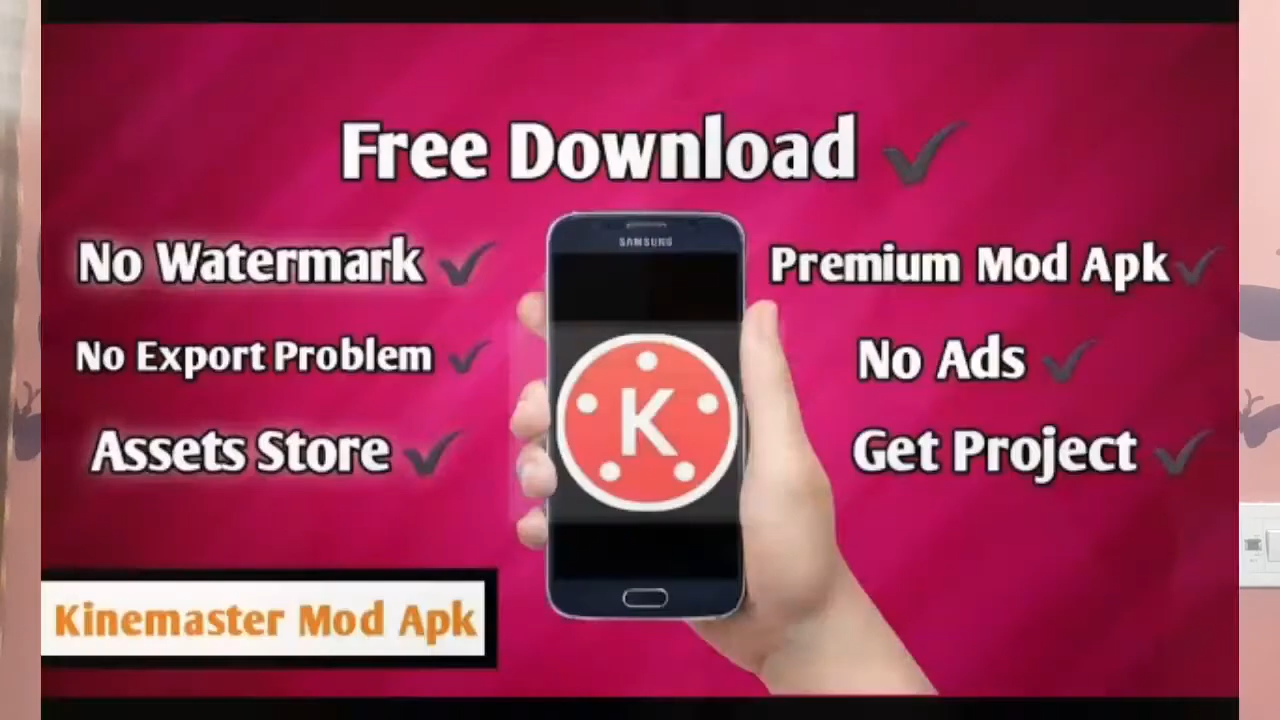 Free Download
No Watermark
Premium Mod Apk
No Export Problem
No Ads
Assets Store
Get Project
SAMSUNG
K
Kinemaster Mod Apk